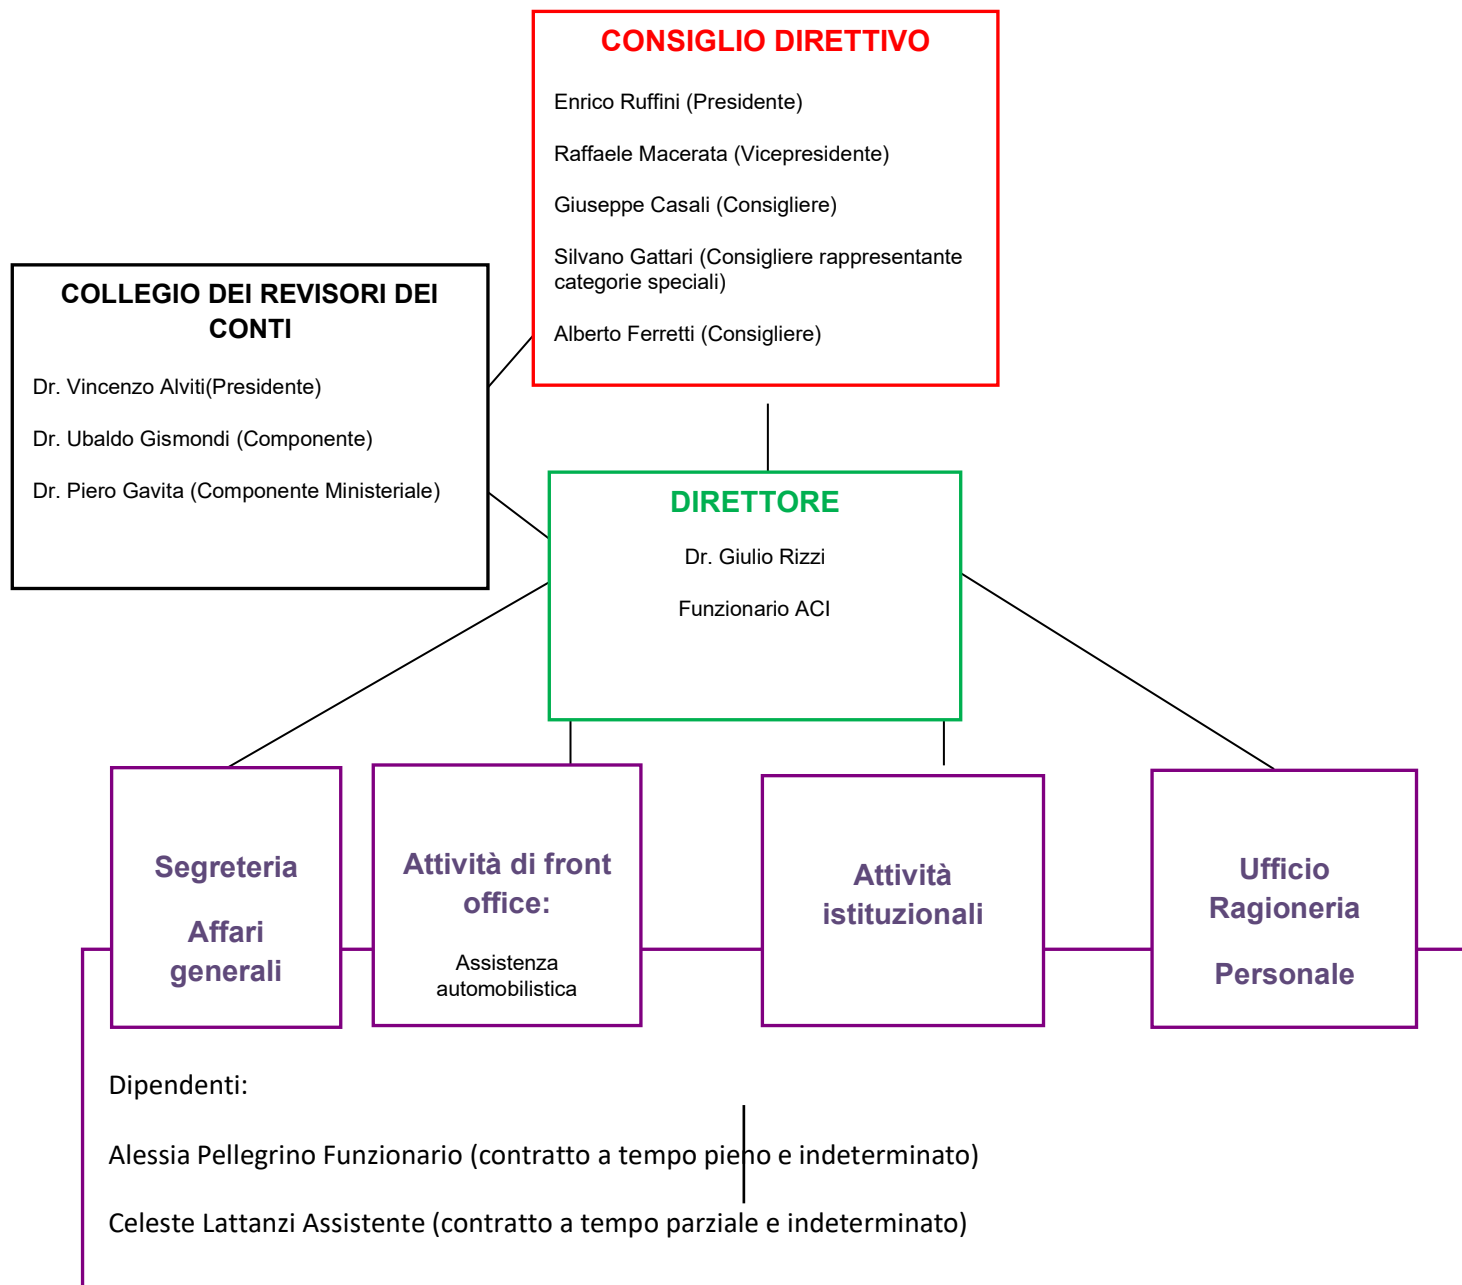 CONSIGLIO DIRETTIVO
Enrico Ruffini (Presidente)
Raffaele Macerata (Vicepresidente)
Giuseppe Casali (Consigliere)
Silvano Gattari (Consigliere rappresentante
categorie speciali)
Alberto Ferretti (Consigliere)
COLLEGIO DEI REVISORI DEI
CONTI
Dr. Vincenzo Alviti(Presidente)
Dr. Ubaldo Gismondi (Componente)
Dr. Piero Gavita (Componente Ministeriale)
DIRETTORE
Dr. Giulio Rizzi
Funzionario ACI
Segreteria
Affari
generali
Attività di front
office:
Assistenza
automobilistica
Attività
istituzionali
Ufficio
Ragioneria
Personale
Dipendenti:
Alessia Pellegrino Funzionario (contratto a tempo pieno e indeterminato)
Celeste Lattanzi Assistente (contratto a tempo parziale e indeterminato)